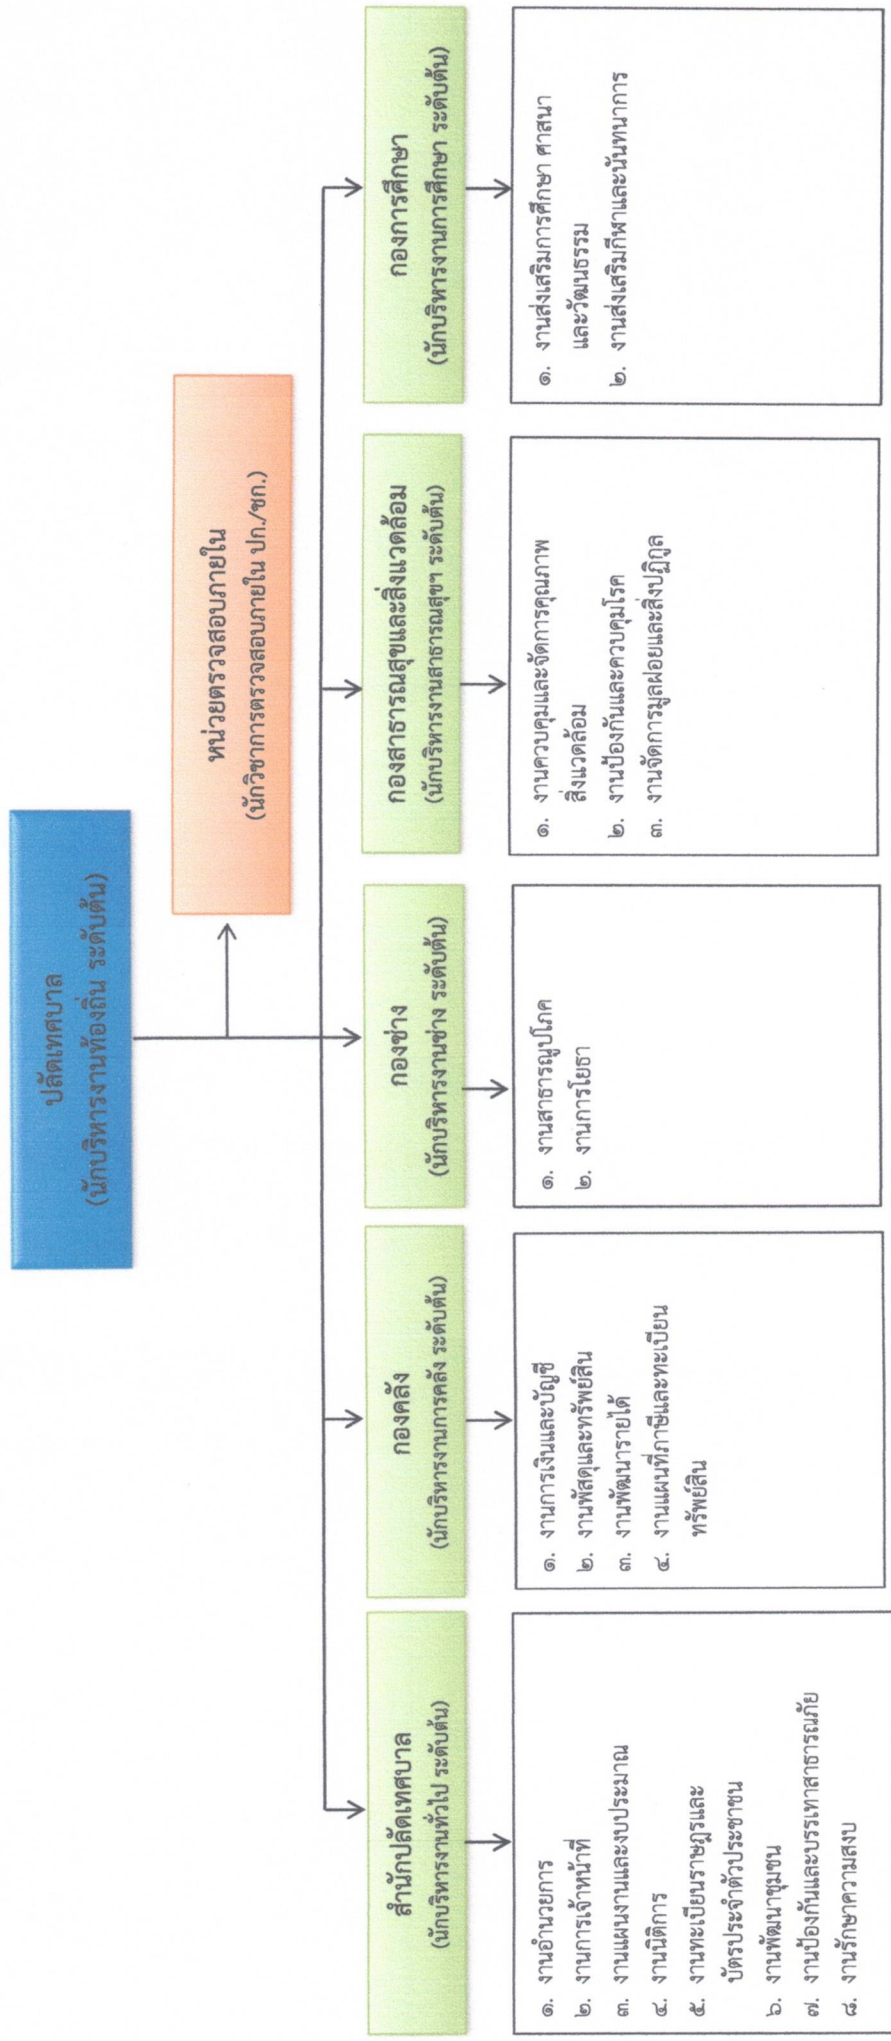 ปลัดเทศบาล
(นักบริหารงานท้องถิ่น ระดับต้น)
หน่วยตรวจสอบภายใน
(นักวิชาการตรวจสอบภายใน ปก./ชก.)
สำนักปลัดเทศบาล
(นักบริหารงานทั่วไป ระดับต้น)
๑. งานอำนวยการ
๒. งานการเจ้าหน้าที่
๓. งานแผนงานและงบประมาณ
๔. งานนิติการ
๕. งานทะเบียนราษฎรและ
บัตรประจำตัวประชาชน
๖. งานพัฒนาชุมชน
๗. งานป้องกันและบรรเทาสาธารณภัย
๘. งานรักษาความสงบ
กองคลัง
(นักบริหารงานการคลัง ระดับต้น)
๑. งานการเงินและบัญชี
๒. งานพัสดุและทรัพย์สิน
๓. งานพัฒนารายได้
๔. งานแผนที่ภาษีและทะเบียน
ทรัพย์สิน
กองช่าง
(นักบริหารงานช่าง ระดับต้น)
๑. งานสาธารณูปโภค
๒. งานการโยธา
กองสาธารณสุขและสิ่งแวดล้อม
(นักบริหารงานสาธารณสุขฯ ระดับต้น)
๑. งานควบคุมและจัดการคุณภาพ
สิ่งแวดล้อม
๒. งานป้องกันและควบคุมโรค
๓. งานจัดการมูลฝอยและสิ่งปฏิกูล
กองการศึกษา
(นักบริหารงานการศึกษา ระดับต้น)
๑. งานส่งเสริมการศึกษา ศาสนา
และวัฒนธรรม
๒. งานส่งเสริมกีฬาและนันทนาการ